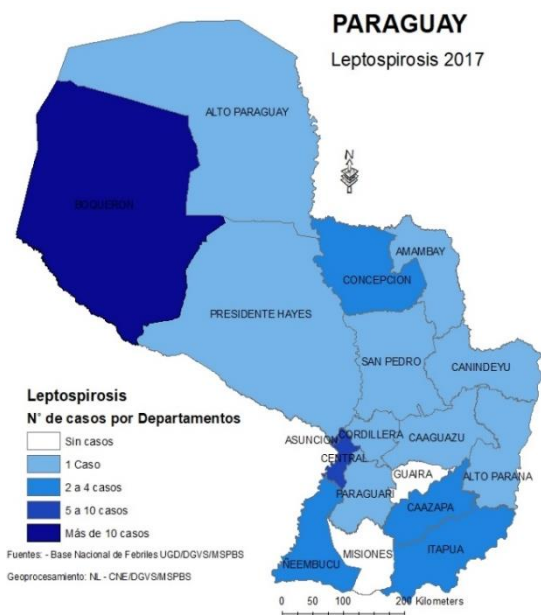 PARAGUAY
Leptospirosis 2017
N
ALTO PARAGUAY
BOQUERON
AMAMBAY
CONCEPCION
PRESIDENTE HAYES
SAN PEDRO
CANINDEYU
ASUNCION
CORDILLERA
CAAGUAZU
CENTRAL
GUAIRA
ALTO PARANA
PARAGUARI
CAAZAPA
MISIONES
ITAPUA
ÑEEMBUCU
Leptospirosis
N° de casos por Departamentos
Sin casos
1 Caso
2 a 4 casos
5 a 10 casos
Más de 10 casos
Fuentes: - Base Nacional de Febriles UGD/DGVS/MSPBS
Geoprocesamiento: NL - CNE/DGVS/MSPBS
0 50 100 200 Kilometers